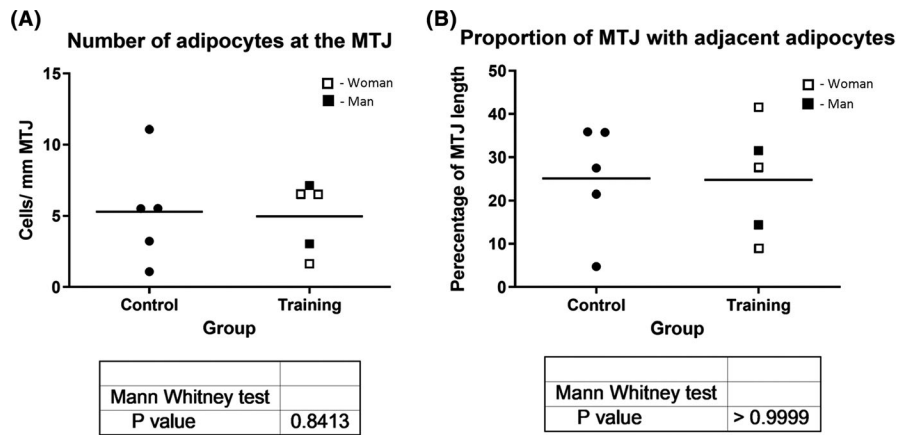 (A)
Number of adipocytes at the MTJ
- Woman
- Man
Cells/ mm MTJ
15
10
5
0
Control
Training
Group
Mann Whitney test
P value 0.8413
(B)
Proportion of MTJ with adjacent adipocytes
- Woman
- Man
Perecentage of MTJ length
50
40
30
20
10
0
Control
Training
Group
Mann Whitney test
P value > 0.9999